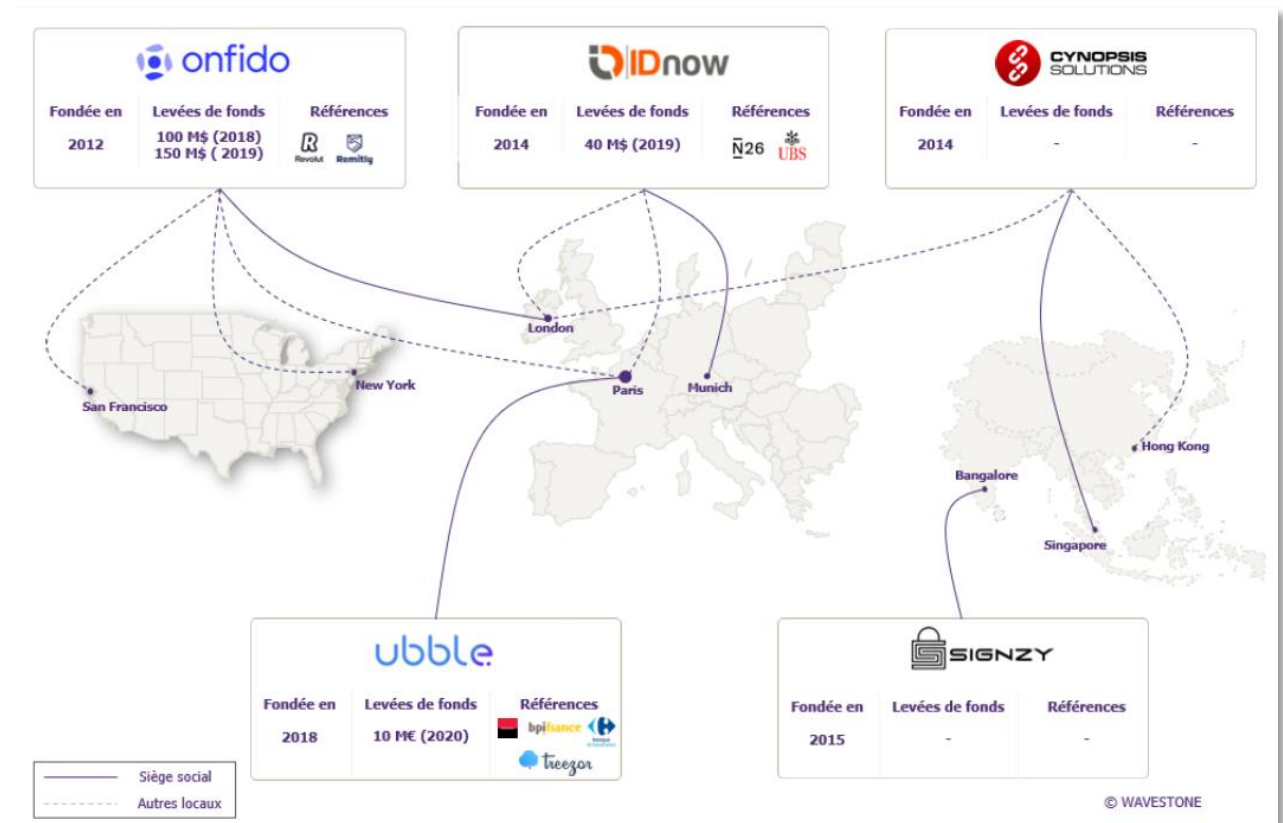 onfido
Fondée en Levées de fonds Références
2012
100 M$ (2018)
150 M$ ( 2019)
R
Revolut Remitly
IDnow
Fondée en Levées de fonds Références
2014 40 M$ (2019)
N26 UBS
CYNOPSIS
SOLUTIONS
Fondée en Levées de fonds Références
2014 - -
London
New York
San Francisco
Paris
Munich
Hong Kong
Bangalore
Singapore
ubble
Fondée en Levées de fonds Références
2018 10 M€ (2020)
bpifrance
treezor
SIGNZY
Fondée en Levées de fonds Références
2015 - -
Siège social
Autres locaux
© WAVESTONE